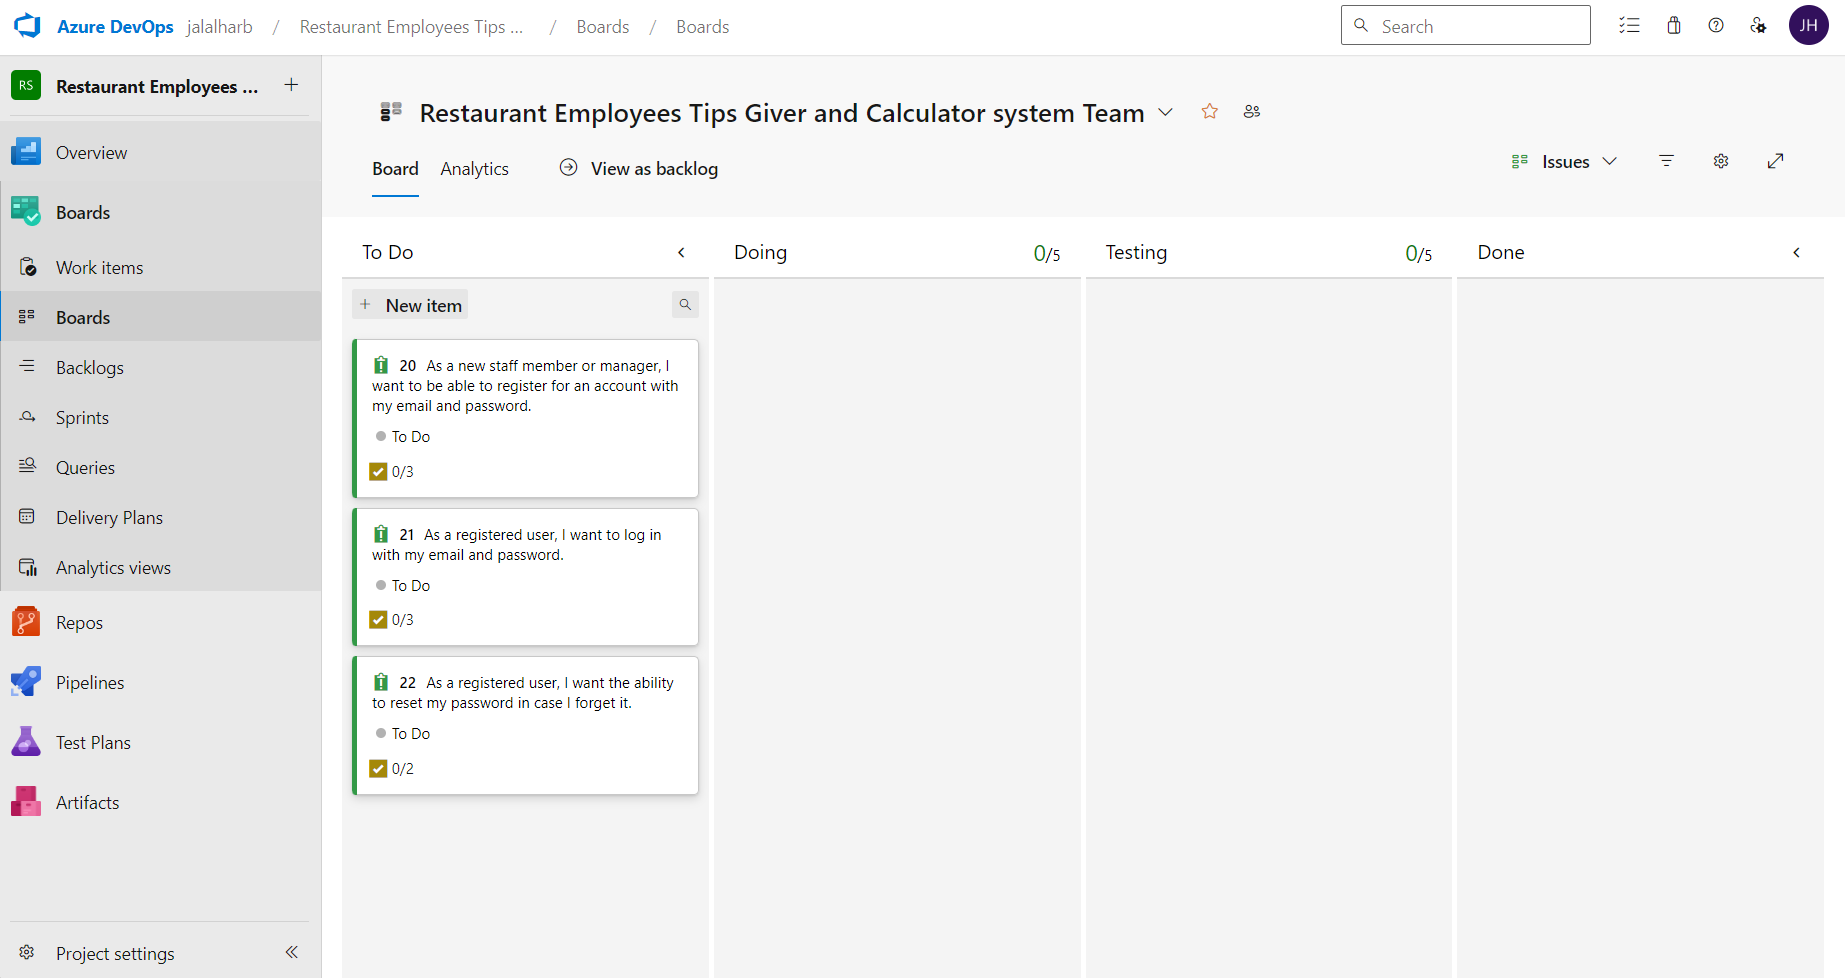 Azure DevOps jalalharb / Restaurant Employees Tips ... / Boards / Boards
Search
JH
RS Restaurant Employees ... +
Overview
Boards
Work items
Boards
Backlogs
Sprints
Queries
Delivery Plans
Analytics views
Repos
Pipelines
Test Plans
Artifacts
Project settings
Restaurant Employees Tips Giver and Calculator system Team
Board Analytics View as backlog
Issues
To Do
Doing 0/5
Testing 0/5
Done
+ New item
20 As a new staff member or manager, I
want to be able to register for an account with
my email and password.
To Do
0/3
21 As a registered user, I want to log in
with my email and password.
To Do
0/3
22 As a registered user, I want the ability
to reset my password in case I forget it.
To Do
0/2